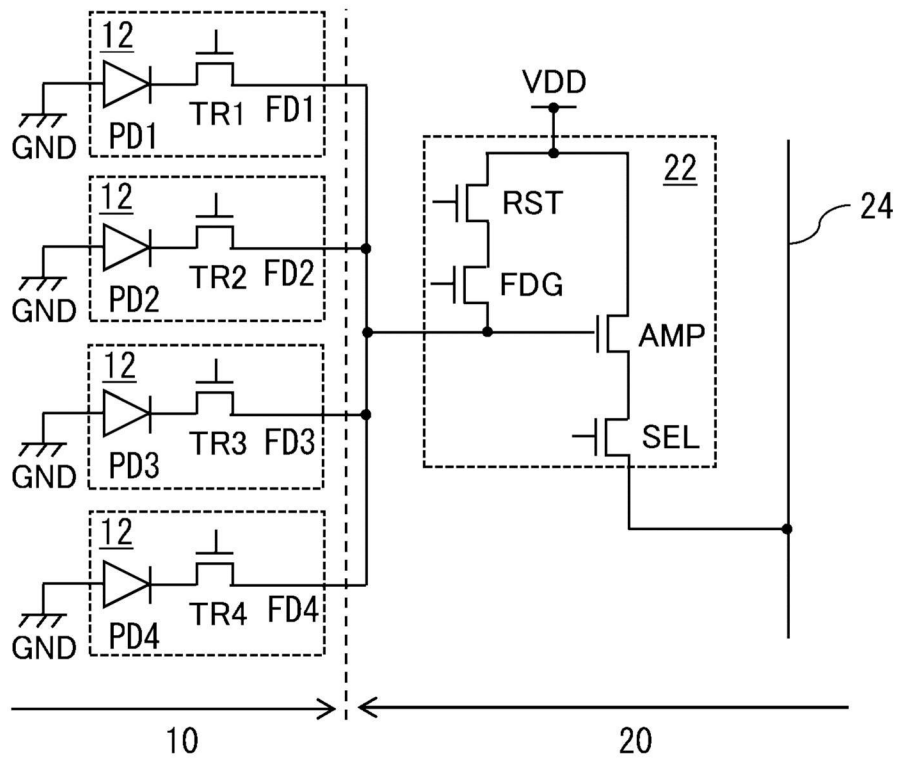 12
GND
PD1
TR1
FD1
12
GND
PD2
TR2
FD2
12
GND
PD3
TR3
FD3
12
GND
PD4
TR4
FD4
VDD
22
RST
FDG
AMP
SEL
24
10
20